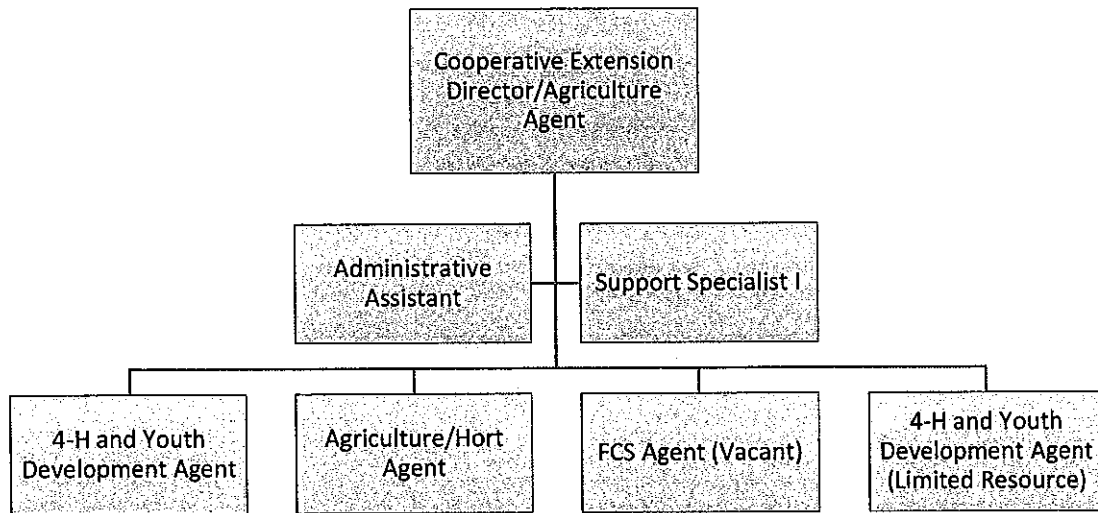 Cooperative Extension
Director/Agriculture
Agent
Administrative
Assistant
Support Specialist I
4-H and Youth
Development Agent
Agriculture/Hort
Agent
FCS Agent (Vacant)
4-H and Youth
Development Agent
(Limited Resource)